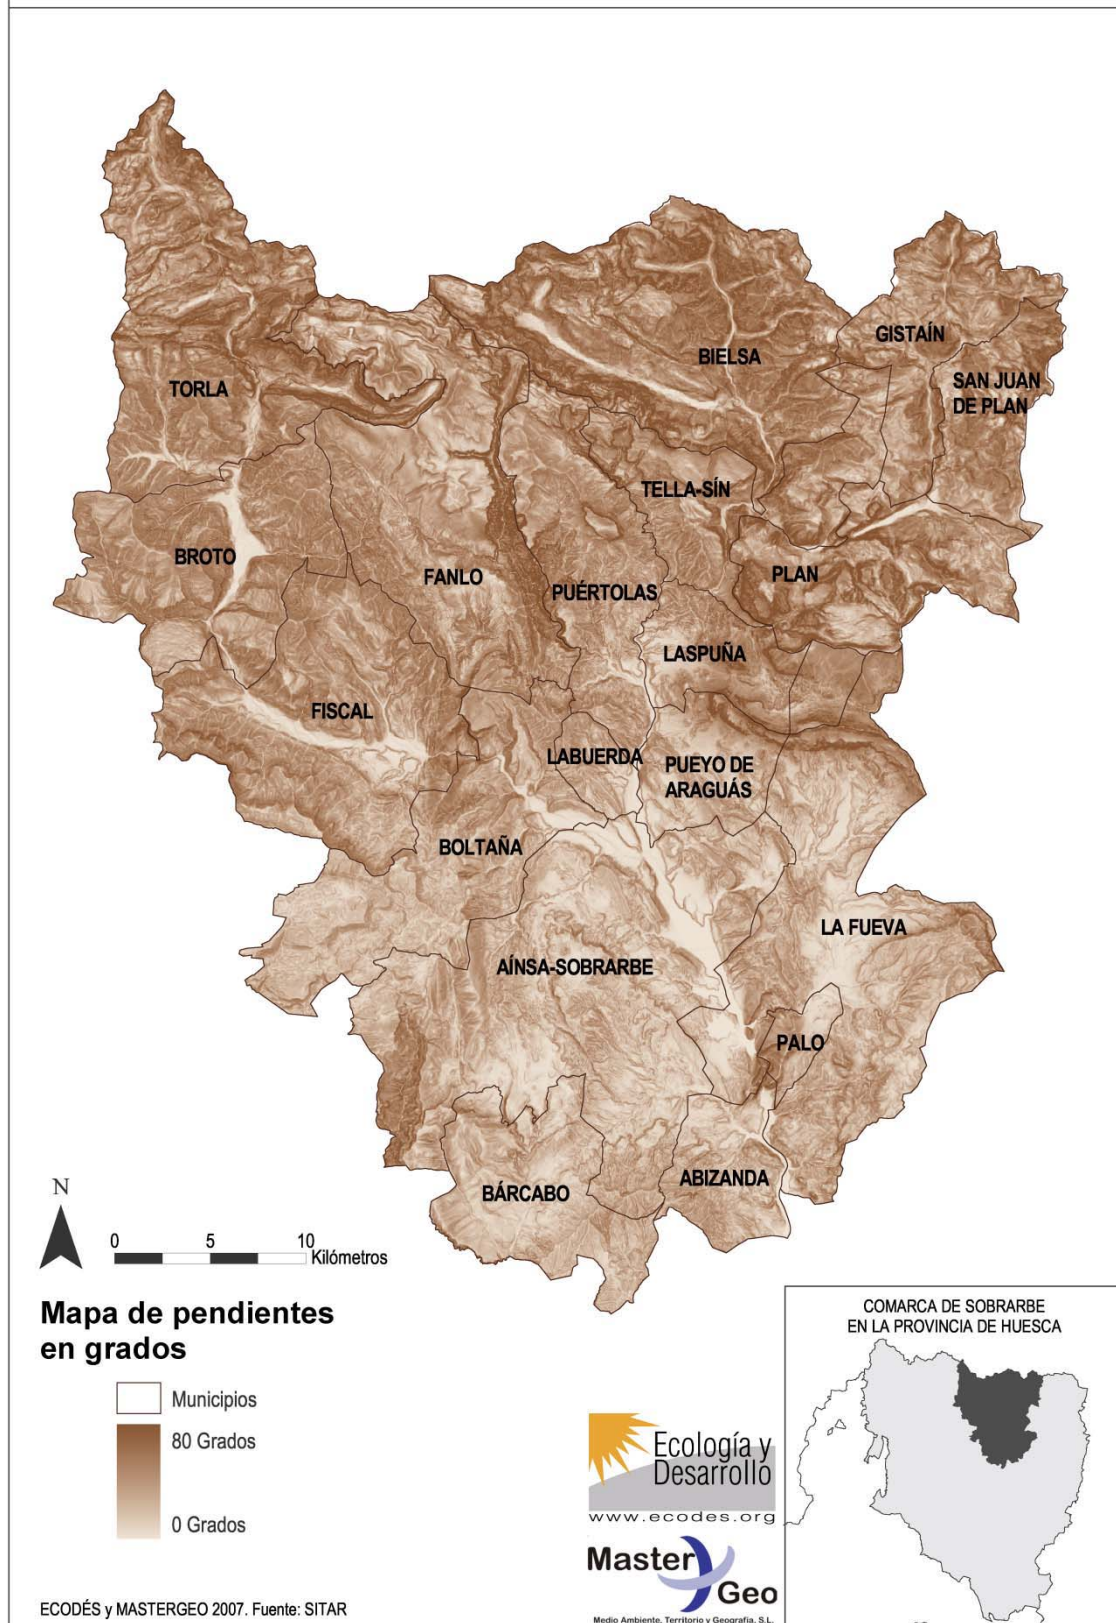 BIELSA
GISTAÍN
SAN JUAN
DE PLAN
TORLA
TELLA-SÍN
BROTO
FANLO
PUÉRTOLAS
PLAN
LASPUÑA
FISCAL
LABUERDA
PUEYO DE
ARAGUÁS
BOLTAÑA
LA FUEVA
AÍNSA-SOBRARBE
PALO
ABIZANDA
BÁRCABO
N
0 5 10
Kilómetros
Mapa de pendientes
en grados
Municipios
80 Grados
0 Grados
ECODÉS y MASTERGEO 2007. Fuente: SITAR
Ecología y
Desarrollo
www.ecodes.org
Master
Geo
Medio Ambiente, Territorio y Geografía, S.L.
COMARCA DE SOBRARBE
EN LA PROVINCIA DE HUESCA